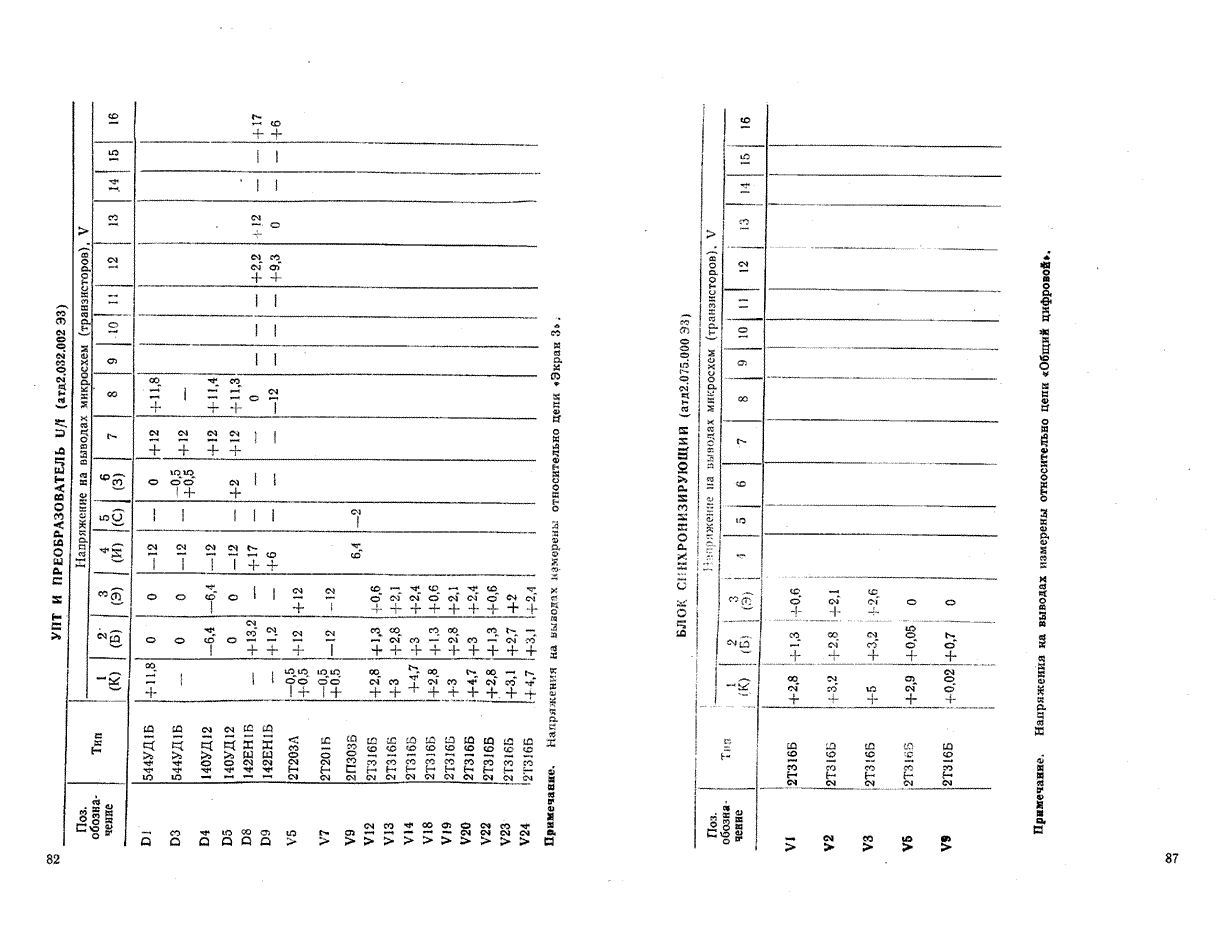 УПТ И ПРЕОБРАЗОВАТЕЛЬ U/f (атд2.032.002 Э3)
Поз. обозначение | Тип | Напряжение на выводах микросхем (транзисторов), V
1 (К) | 2 (Б) | 3 (Э) | 4 (И) | 5 (С) | 6 (З) | 7 | 8 | 9 | 10 | 11 | 12 | 13 | 14 | 15 | 16
D1 544УД1Б +11,8 0 0 —12 — 0 +12 +11,8
D3 544УД1Б — 0 0 —12 — —0,5 +0,5 +12 —
D4 140УД12 —6,4 —6,4 —12 +12 +11,4
D5 140УД12 0 0 —12 — +2 +12 +11,3
D8 142ЕН1Б — +13,2 — +17 — — — 0 — — — +2,2 +12 — — +17
D9 142ЕН1Б — +1,2 — +6 — — — —12 — — — +9,3 0 — — +6
V5 2Т203А —0,5 +0,5 +12 +12
V7 2Т201Б —0,5 +0,5 —12 —12
V9 2П303Б 6,4 —2
V12 2Т316Б +2,8 +1,3 +0,6
V13 2Т316Б +3 +2,8 +2,1
V14 2Т316Б +4,7 +3 +2,4
V18 2Т316Б +2,8 +1,3 +0,6
V19 2Т316Б +3 +2,8 +2,1
V20 2Т316Б +4,7 +3 +2,4
V22 2Т316Б +2,8 +1,3 +0,6
V23 2Т316Б +3,1 +2,7 +2
V24 2Т316Б +4,7 +3,1 +2,4
Примечание. Напряжения на выводах измерены относительно цепи «Экран 3».
82
БЛОК СИНХРОНИЗИРУЮЩИЙ (атд2.075.000 Э3)
Поз. обозначение | Тип | Напряжение на выводах микросхем (транзисторов), V
1 (К) | 2 (Б) | 3 (Э) | 4 | 5 | 6 | 7 | 8 | 9 | 10 | 11 | 12 | 13 | 14 | 15 | 16
V1 2Т316Б +2,8 +1,3 +0,6
V2 2Т316Б +3,2 +2,8 +2,1
V3 2Т316Б +5 +3,2 +2,6
V5 2Т316Б +2,9 +0,05 0
V9 2Т316Б +0,02 +0,7 0
Примечание. Напряжения на выводах измерены относительно цепи «Общий цифровой».
87